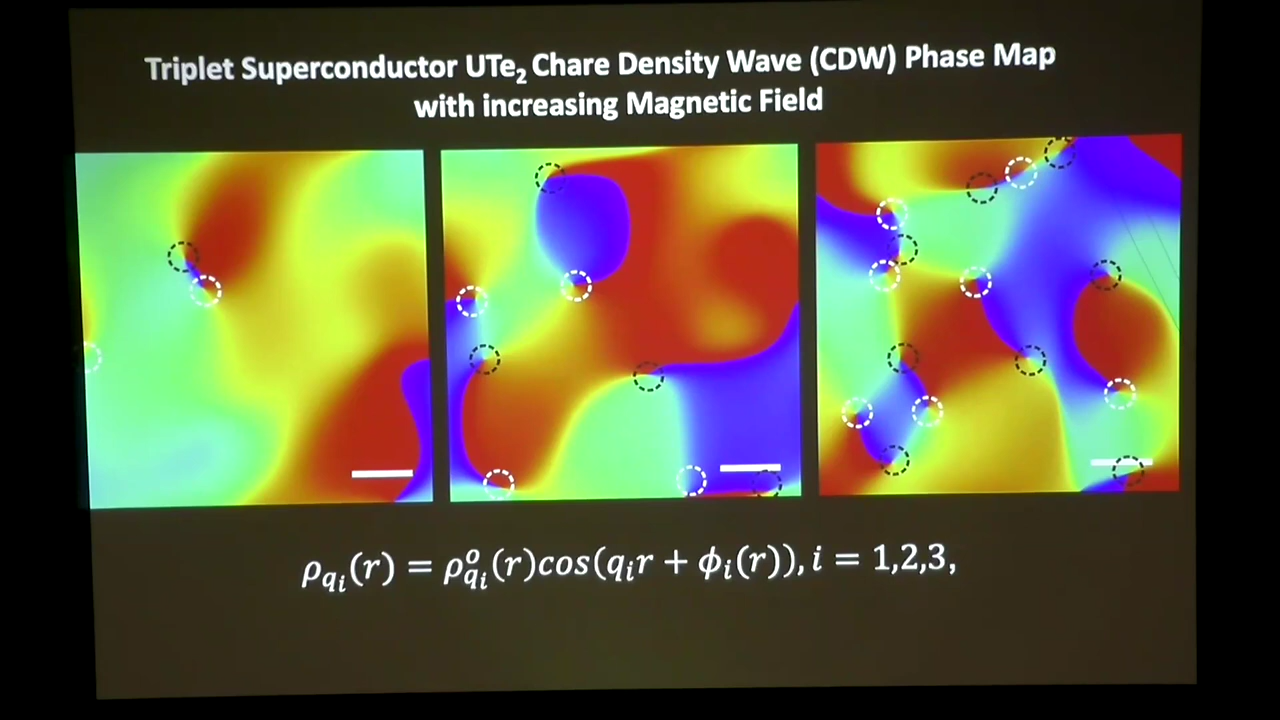 Triplet Superconductor UTe₂ Chare Density Wave (CDW) Phase Map
with increasing Magnetic Field
ρ_{q_i}(r) = ρ^o_{q_i}(r)cos(q_i r + ϕ_i(r)), i = 1,2,3,